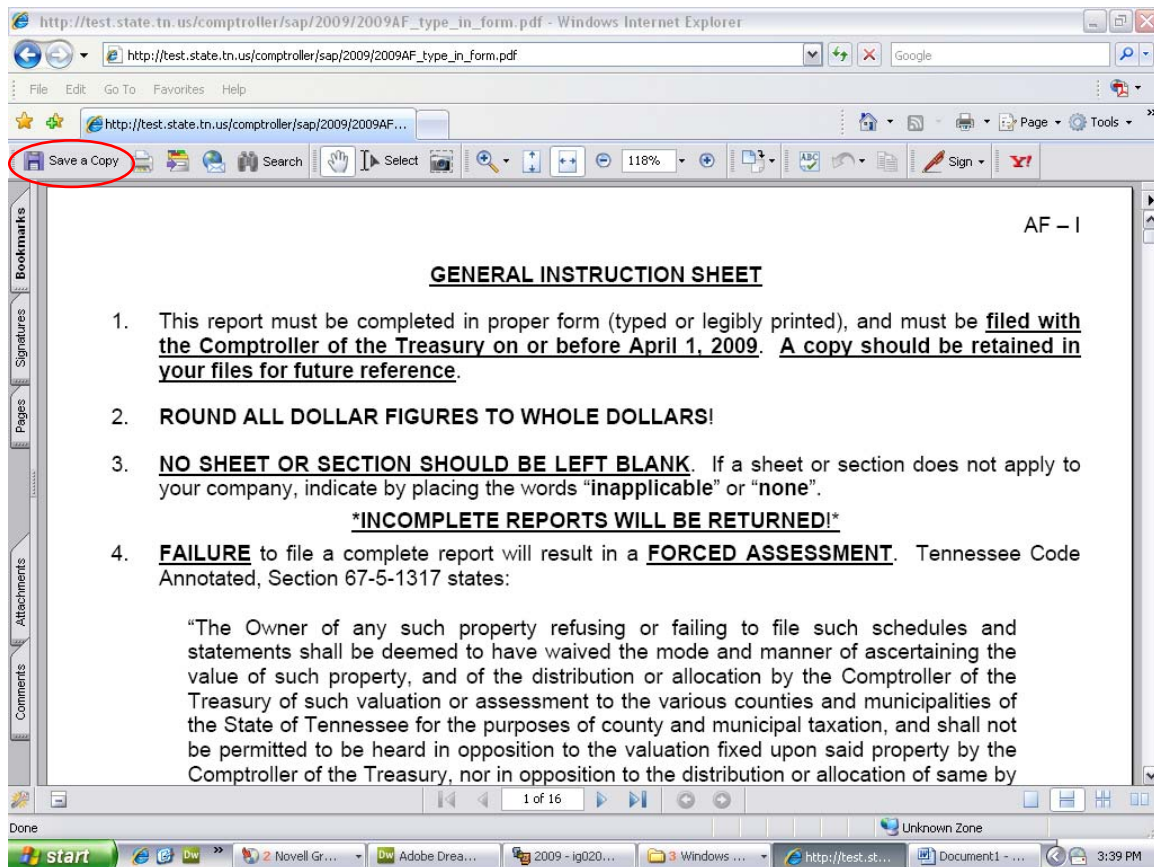 http://test.state.tn.us/comptroller/sap/2009/2009AF_type_in_form.pdf - Windows Internet Explorer
http://test.state.tn.us/comptroller/sap/2009/2009AF_type_in_form.pdf
Google
File Edit Go To Favorites Help
http://test.state.tn.us/comptroller/sap/2009/2009AF...
Page Tools
Save a Copy Search Select 118% Sign Y!
Bookmarks
Signatures
Pages
Attachments
Comments
AF – I
GENERAL INSTRUCTION SHEET
1. This report must be completed in proper form (typed or legibly printed), and must be filed with
the Comptroller of the Treasury on or before April 1, 2009. A copy should be retained in
your files for future reference.
2. ROUND ALL DOLLAR FIGURES TO WHOLE DOLLARS!
3. NO SHEET OR SECTION SHOULD BE LEFT BLANK. If a sheet or section does not apply to
your company, indicate by placing the words “inapplicable” or “none”.
*INCOMPLETE REPORTS WILL BE RETURNED!*
4. FAILURE to file a complete report will result in a FORCED ASSESSMENT. Tennessee Code
Annotated, Section 67-5-1317 states:
“The Owner of any such property refusing or failing to file such schedules and
statements shall be deemed to have waived the mode and manner of ascertaining the
value of such property, and of the distribution or allocation by the Comptroller of the
Treasury of such valuation or assessment to the various counties and municipalities of
the State of Tennessee for the purposes of county and municipal taxation, and shall not
be permitted to be heard in opposition to the valuation fixed upon said property by the
Comptroller of the Treasury, nor in opposition to the distribution or allocation of same by
1 of 16
Done Unknown Zone
start 2 Novell Gr... Adobe Drea... 2009 - ig020... 3 Windows ... http://test.st... Document1 - ... 3:39 PM